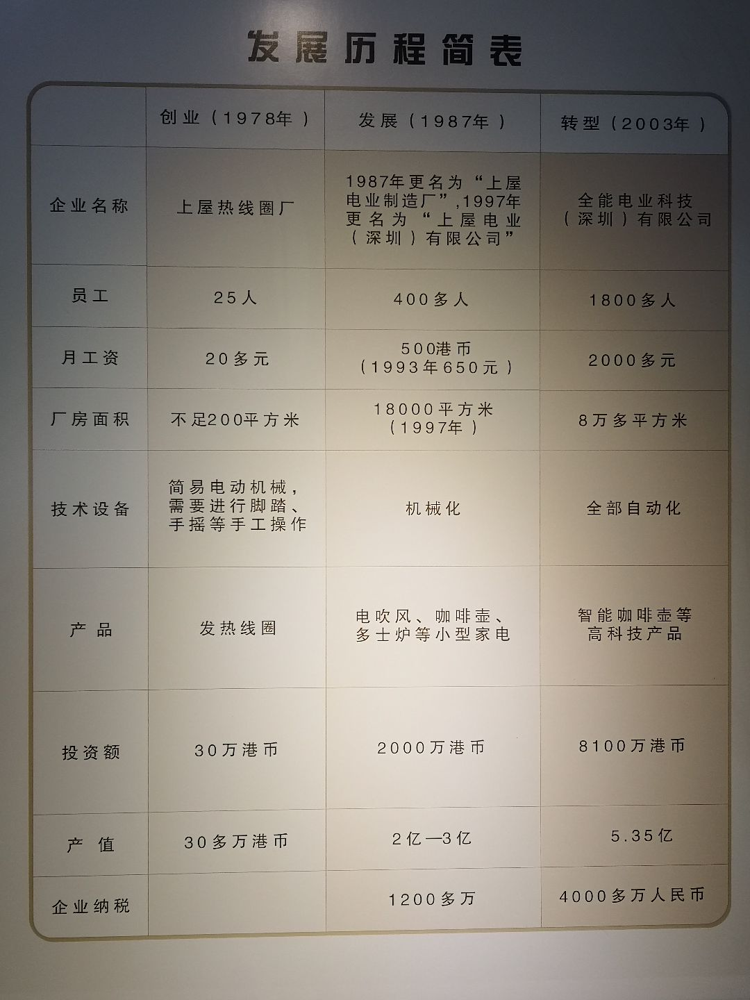 发展历程简表
创业（1978年）
发展（1987年）
转型（2003年）
企业名称
上屋热线圈厂
1987年更名为“上屋
电业制造厂”,1997年
更名为“上屋电业
（深圳）有限公司”
全能电业科技
（深圳）有限公司
员工
25人
400多人
1800多人
月工资
20多元
500港币
（1993年650元）
2000多元
厂房面积
不足200平方米
18000平方米
（1997年）
8万多平方米
技术设备
简易电动机械，
需要进行脚踏、
手摇等手工操作
机械化
全部自动化
产品
发热线圈
电吹风、咖啡壶、
多士炉等小型家电
智能咖啡壶等
高科技产品
投资额
30万港币
2000万港币
8100万港币
产值
30多万港币
2亿—3亿
5.35亿
企业纳税
1200多万
4000多万人民币